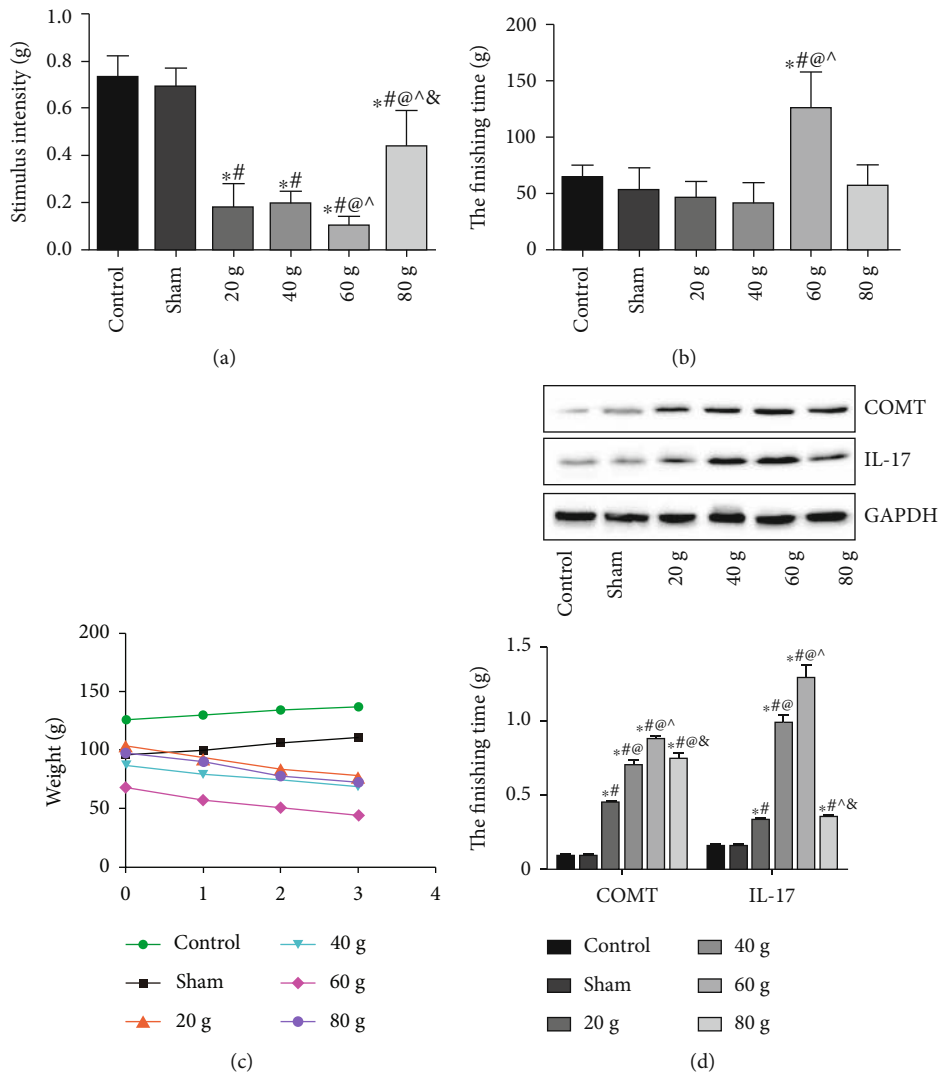 Stimulus intensity (g)
1.0
0.8
0.6
0.4
0.2
0.0
*#
*#
*#@^
*#@^&
Control
Sham
20 g
40 g
60 g
80 g
(a)
The finishing time (g)
200
150
100
50
0
*#@^
Control
Sham
20 g
40 g
60 g
80 g
(b)
Weight (g)
200
150
100
50
0
0 1 2 3 4
Control 40 g
Sham 60 g
20 g 80 g
(c)
COMT
IL-17
GAPDH
Control
Sham
20 g
40 g
60 g
80 g
The finishing time (g)
1.5
1.0
0.5
0
*#
*#@
*#@^
*#@&
*#
*#@
*#@^
*#^&
COMT IL-17
Control 40 g
Sham 60 g
20 g 80 g
(d)